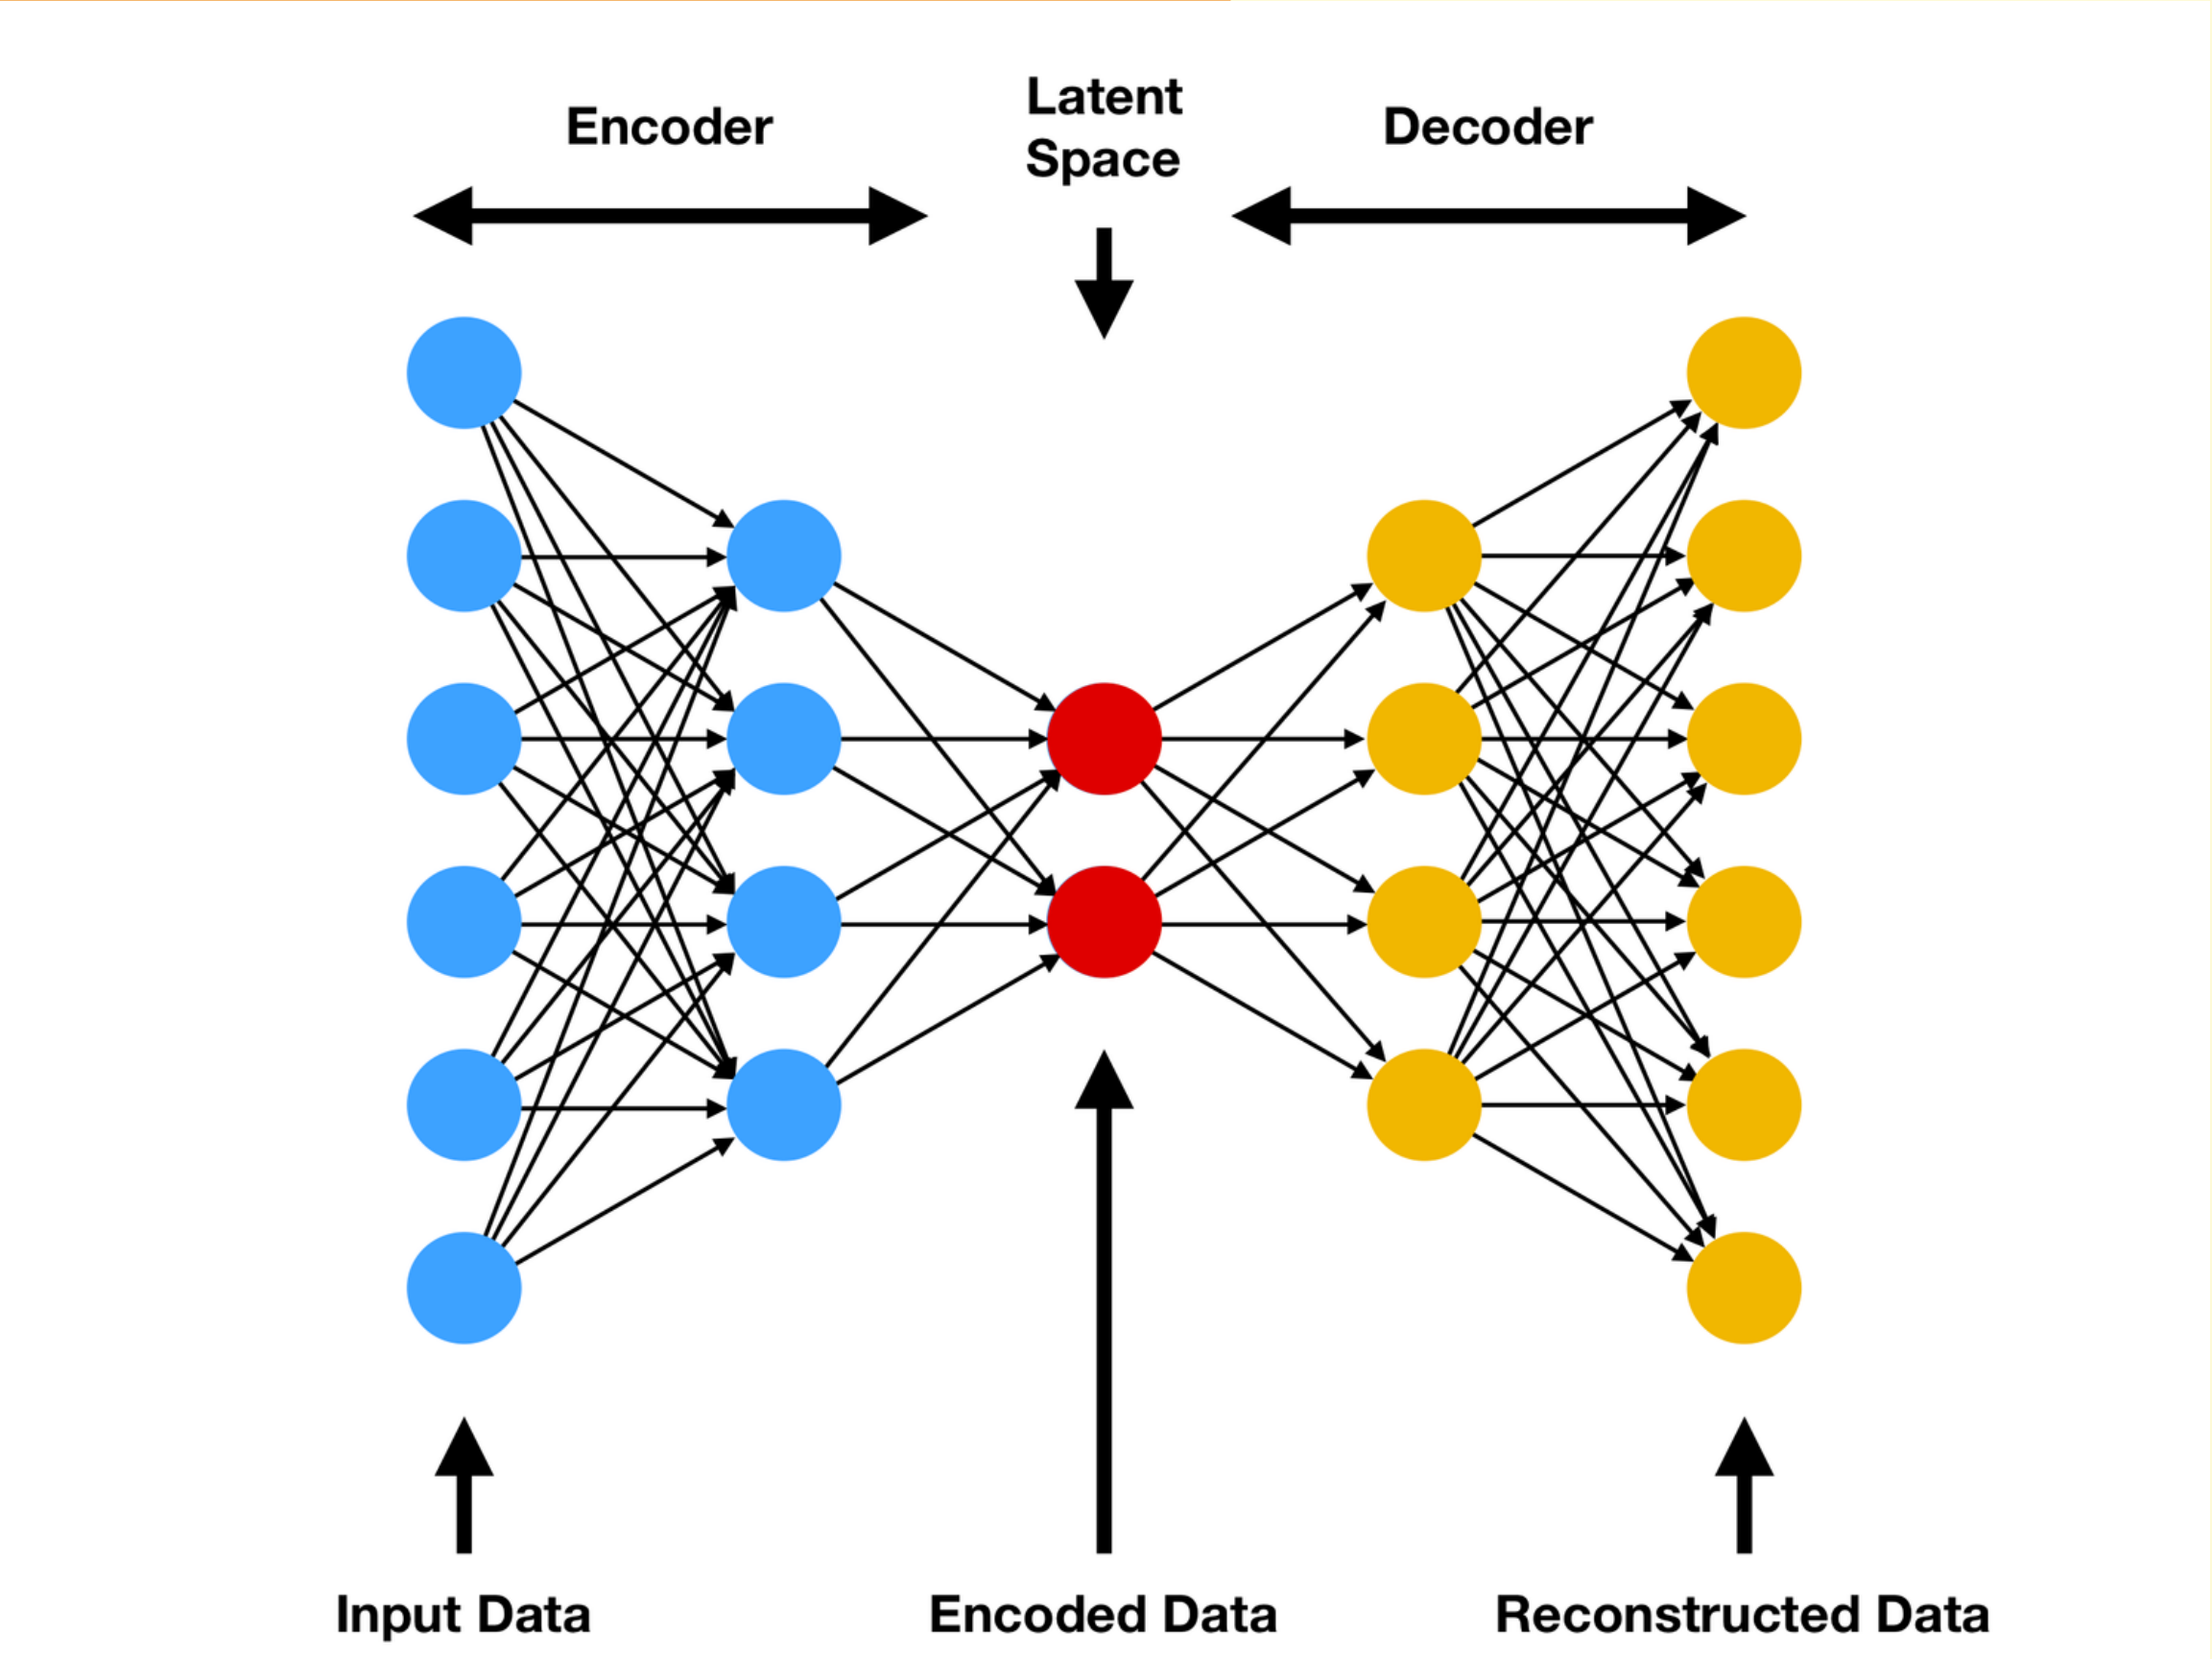 Encoder
Latent
Space
Decoder
Input Data
Encoded Data
Reconstructed Data